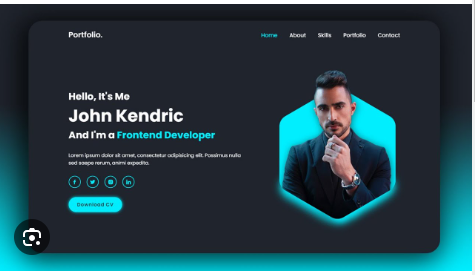 Portfolio.
Home About Skills Portfolio Contact
Hello, It's Me
John Kendric
And I'm a Frontend Developer
Lorem ipsum dolor sit amet, consectetur adipisicing elit. Possimus nulla
sed saepe rerum, animi expedita.
Download CV